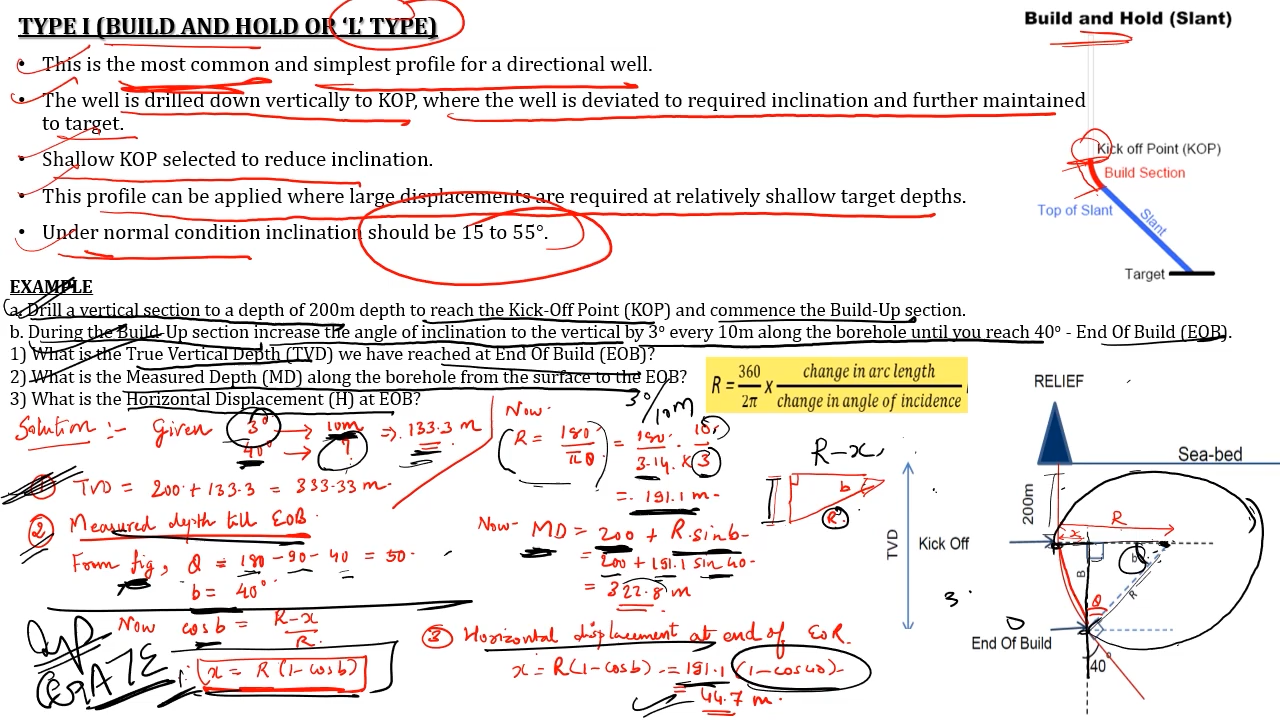 TYPE I (BUILD AND HOLD OR ‘L’ TYPE)
• This is the most common and simplest profile for a directional well.
• The well is drilled down vertically to KOP, where the well is deviated to required inclination and further maintained
to target.
• Shallow KOP selected to reduce inclination.
• This profile can be applied where large displacements are required at relatively shallow target depths.
• Under normal condition inclination should be 15 to 55°.
Build and Hold (Slant)
Kick off Point (KOP)
Build Section
Top of Slant
Slant
Target
EXAMPLE
a. Drill a vertical section to a depth of 200m depth to reach the Kick-Off Point (KOP) and commence the Build-Up section.
b. During the Build-Up section increase the angle of inclination to the vertical by 3° every 10m along the borehole until you reach 40° - End Of Build (EOB).
1) What is the True Vertical Depth (TVD) we have reached at End Of Build (EOB)?
2) What is the Measured Depth (MD) along the borehole from the surface to the EOB?
3) What is the Horizontal Displacement (H) at EOB?
R = 360/2π x change in arc length/change in angle of incidence
3°/10m
Solution :- Given 3° → 10m ⇒ 133.3 m
40° → ?
① TVD = 200 + 133.3 = 333.33 m
② Measured depth till EOB
From fig, Q = 180 - 90 - 40 = 50
b = 40°
Now cos b = R-x/R
x = R (1 - cos b)
GATE
Now
R = 180/πθ = 180/3.14 × 10/3
= 191.1 m
Now MD = 200 + R.sinb
= 200 + 191.1 sin 40
= 322.8 m
③ Horizontal displacement at end of EOR.
x = R(1-cosb) = 191.1 (1-cos40)
= 44.7 m
R-x
b
R
RELIEF
Sea-bed
200m
R
x
TVD
Kick Off
B
b
R
θ
3
End Of Build
40°